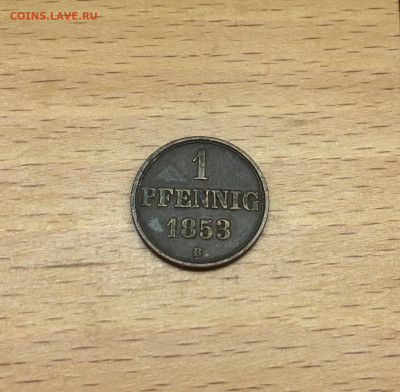 COINS.LAVE.RU
1
PFENNIG
1853
B.